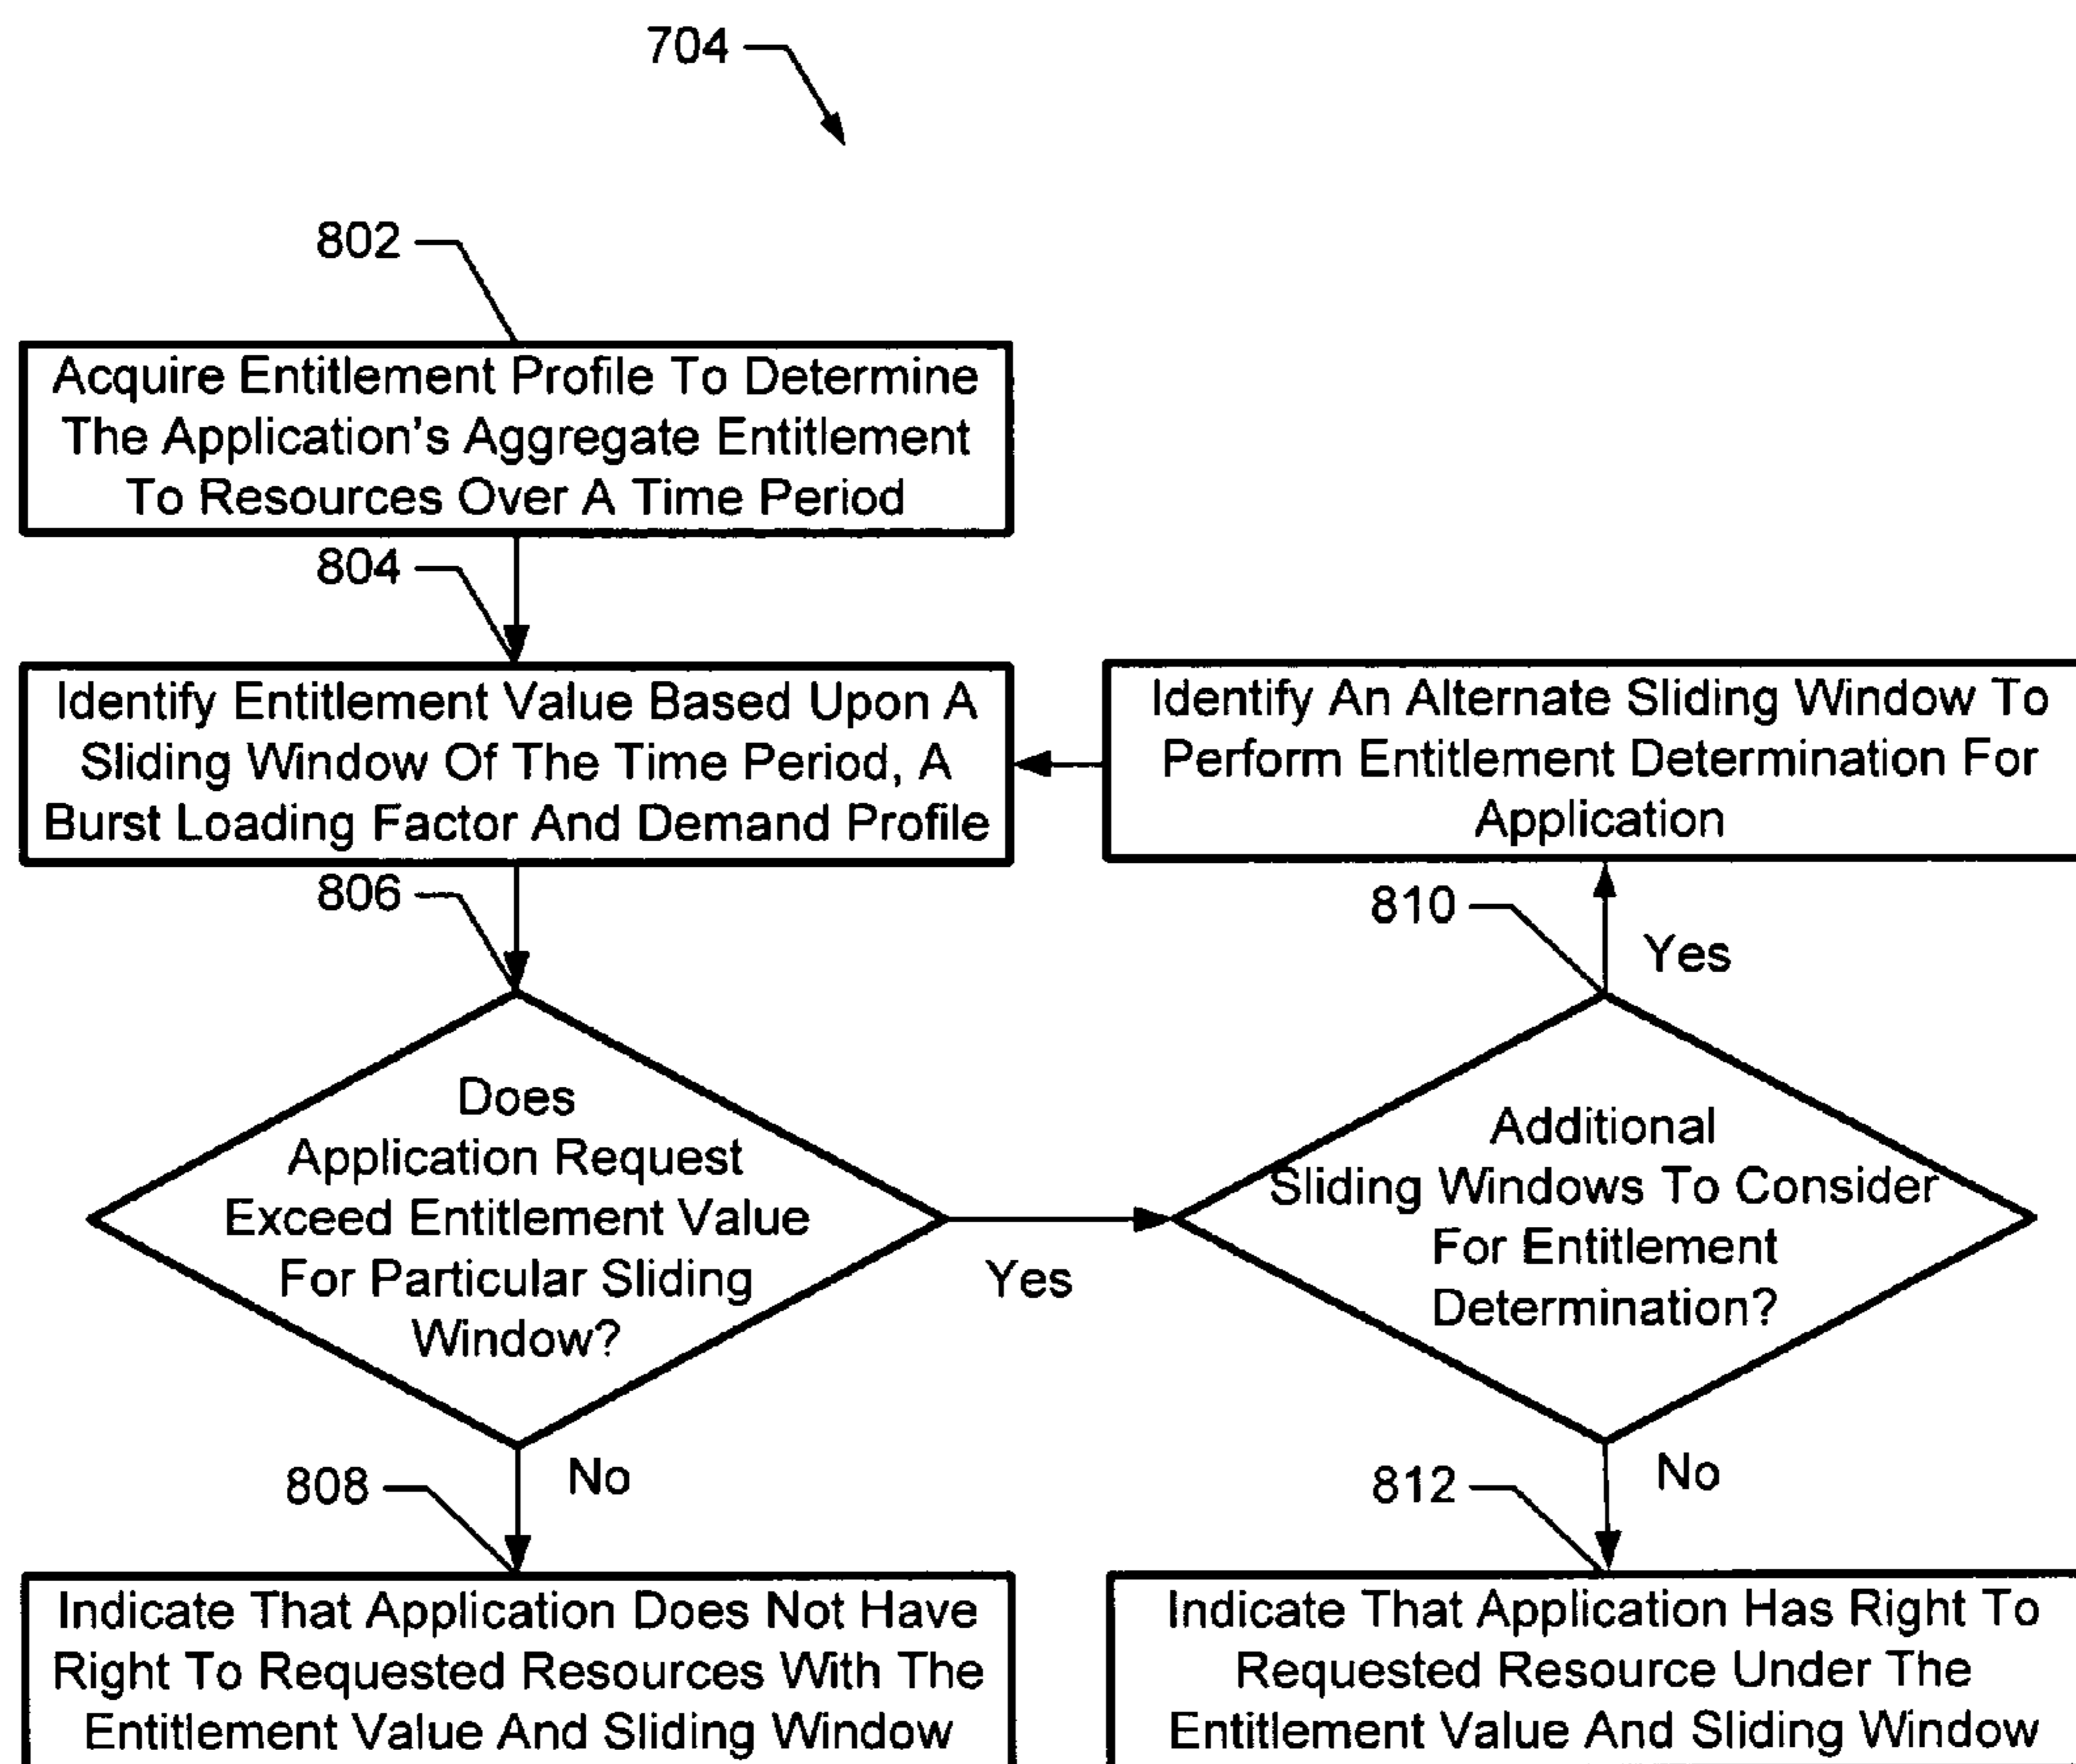 704
802
Acquire Entitlement Profile To Determine
The Application's Aggregate Entitlement
To Resources Over A Time Period
804
Identify Entitlement Value Based Upon A
Sliding Window Of The Time Period, A
Burst Loading Factor And Demand Profile
Identify An Alternate Sliding Window To
Perform Entitlement Determination For
Application
806
Does
Application Request
Exceed Entitlement Value
For Particular Sliding
Window?
Yes
810
Yes
Additional
Sliding Windows To Consider
For Entitlement
Determination?
No
808
Indicate That Application Does Not Have
Right To Requested Resources With The
Entitlement Value And Sliding Window
No
812
Indicate That Application Has Right To
Requested Resource Under The
Entitlement Value And Sliding Window